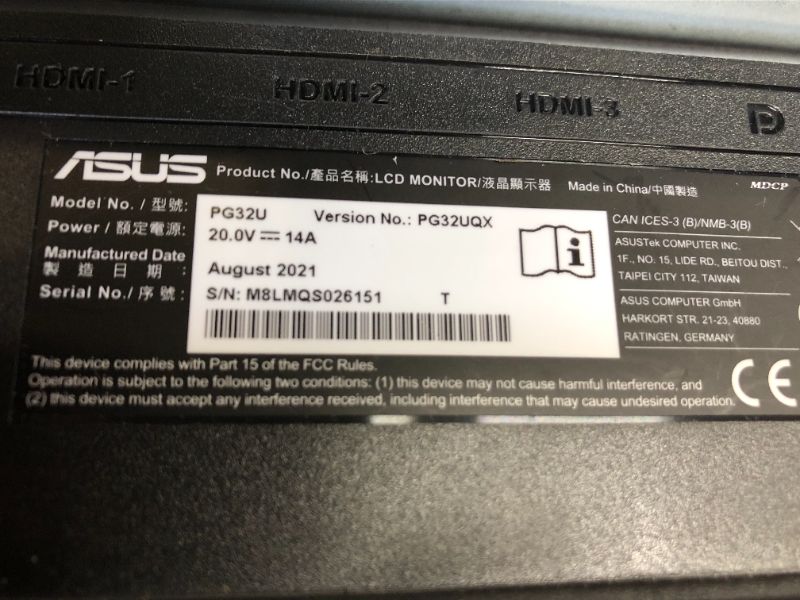 HDMI-1 HDMI-2 HDMI-3
ASUS Product No./產品名稱:LCD MONITOR/液晶顯示器 Made in China/中國製造 MDCP
Model No./型號: PG32U Version No.: PG32UQX
Power/額定電源: 20.0V⎓14A
Manufactured Date
製造日期: August 2021
Serial No./序號: S/N: M8LMQS026151 T
CAN ICES-3 (B)/NMB-3(B)
ASUSTek COMPUTER INC.
1F., NO. 15, LIDE RD., BEITOU DIST.,
TAIPEI CITY 112, TAIWAN
ASUS COMPUTER GmbH
HARKORT STR. 21-23, 40880
RATINGEN, GERMANY
This device complies with Part 15 of the FCC Rules.
Operation is subject to the following two conditions: (1) this device may not cause harmful interference, and
(2) this device must accept any interference received, including interference that may cause undesired operation.
CE